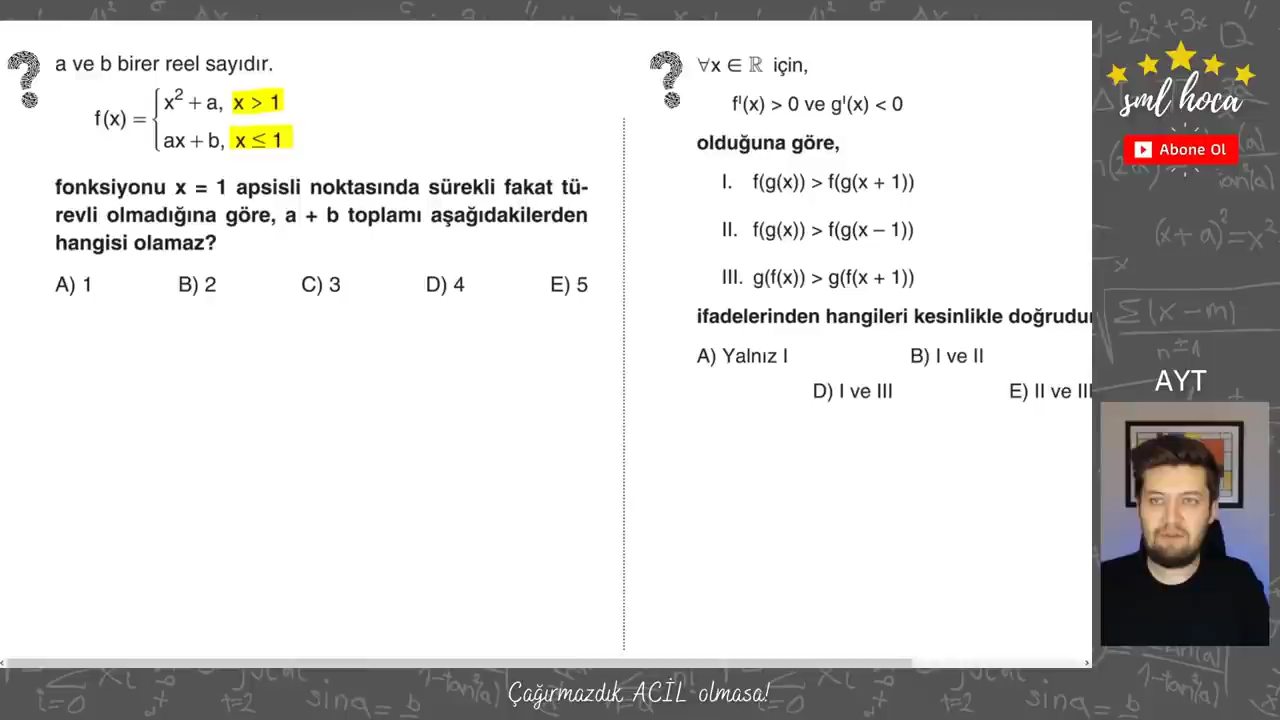 a ve b birer reel sayıdır.
f(x) = { x² + a, x > 1
ax + b, x ≤ 1
fonksiyonu x = 1 apsisli noktasında sürekli fakat tü-
revli olmadığına göre, a + b toplamı aşağıdakilerden
hangisi olamaz?
A) 1 B) 2 C) 3 D) 4 E) 5
∀x ∈ ℝ için,
f'(x) > 0 ve g'(x) < 0
olduğuna göre,
I. f(g(x)) > f(g(x + 1))
II. f(g(x)) > f(g(x – 1))
III. g(f(x)) > g(f(x + 1))
ifadelerinden hangileri kesinlikle doğrudur
A) Yalnız I B) I ve II
D) I ve III E) II ve III
sml hoca
Abone Ol
(x + a)² = x²
Σ (x – m)
n ± 1
AYT
Çağırmazdık ACİL olmasa!